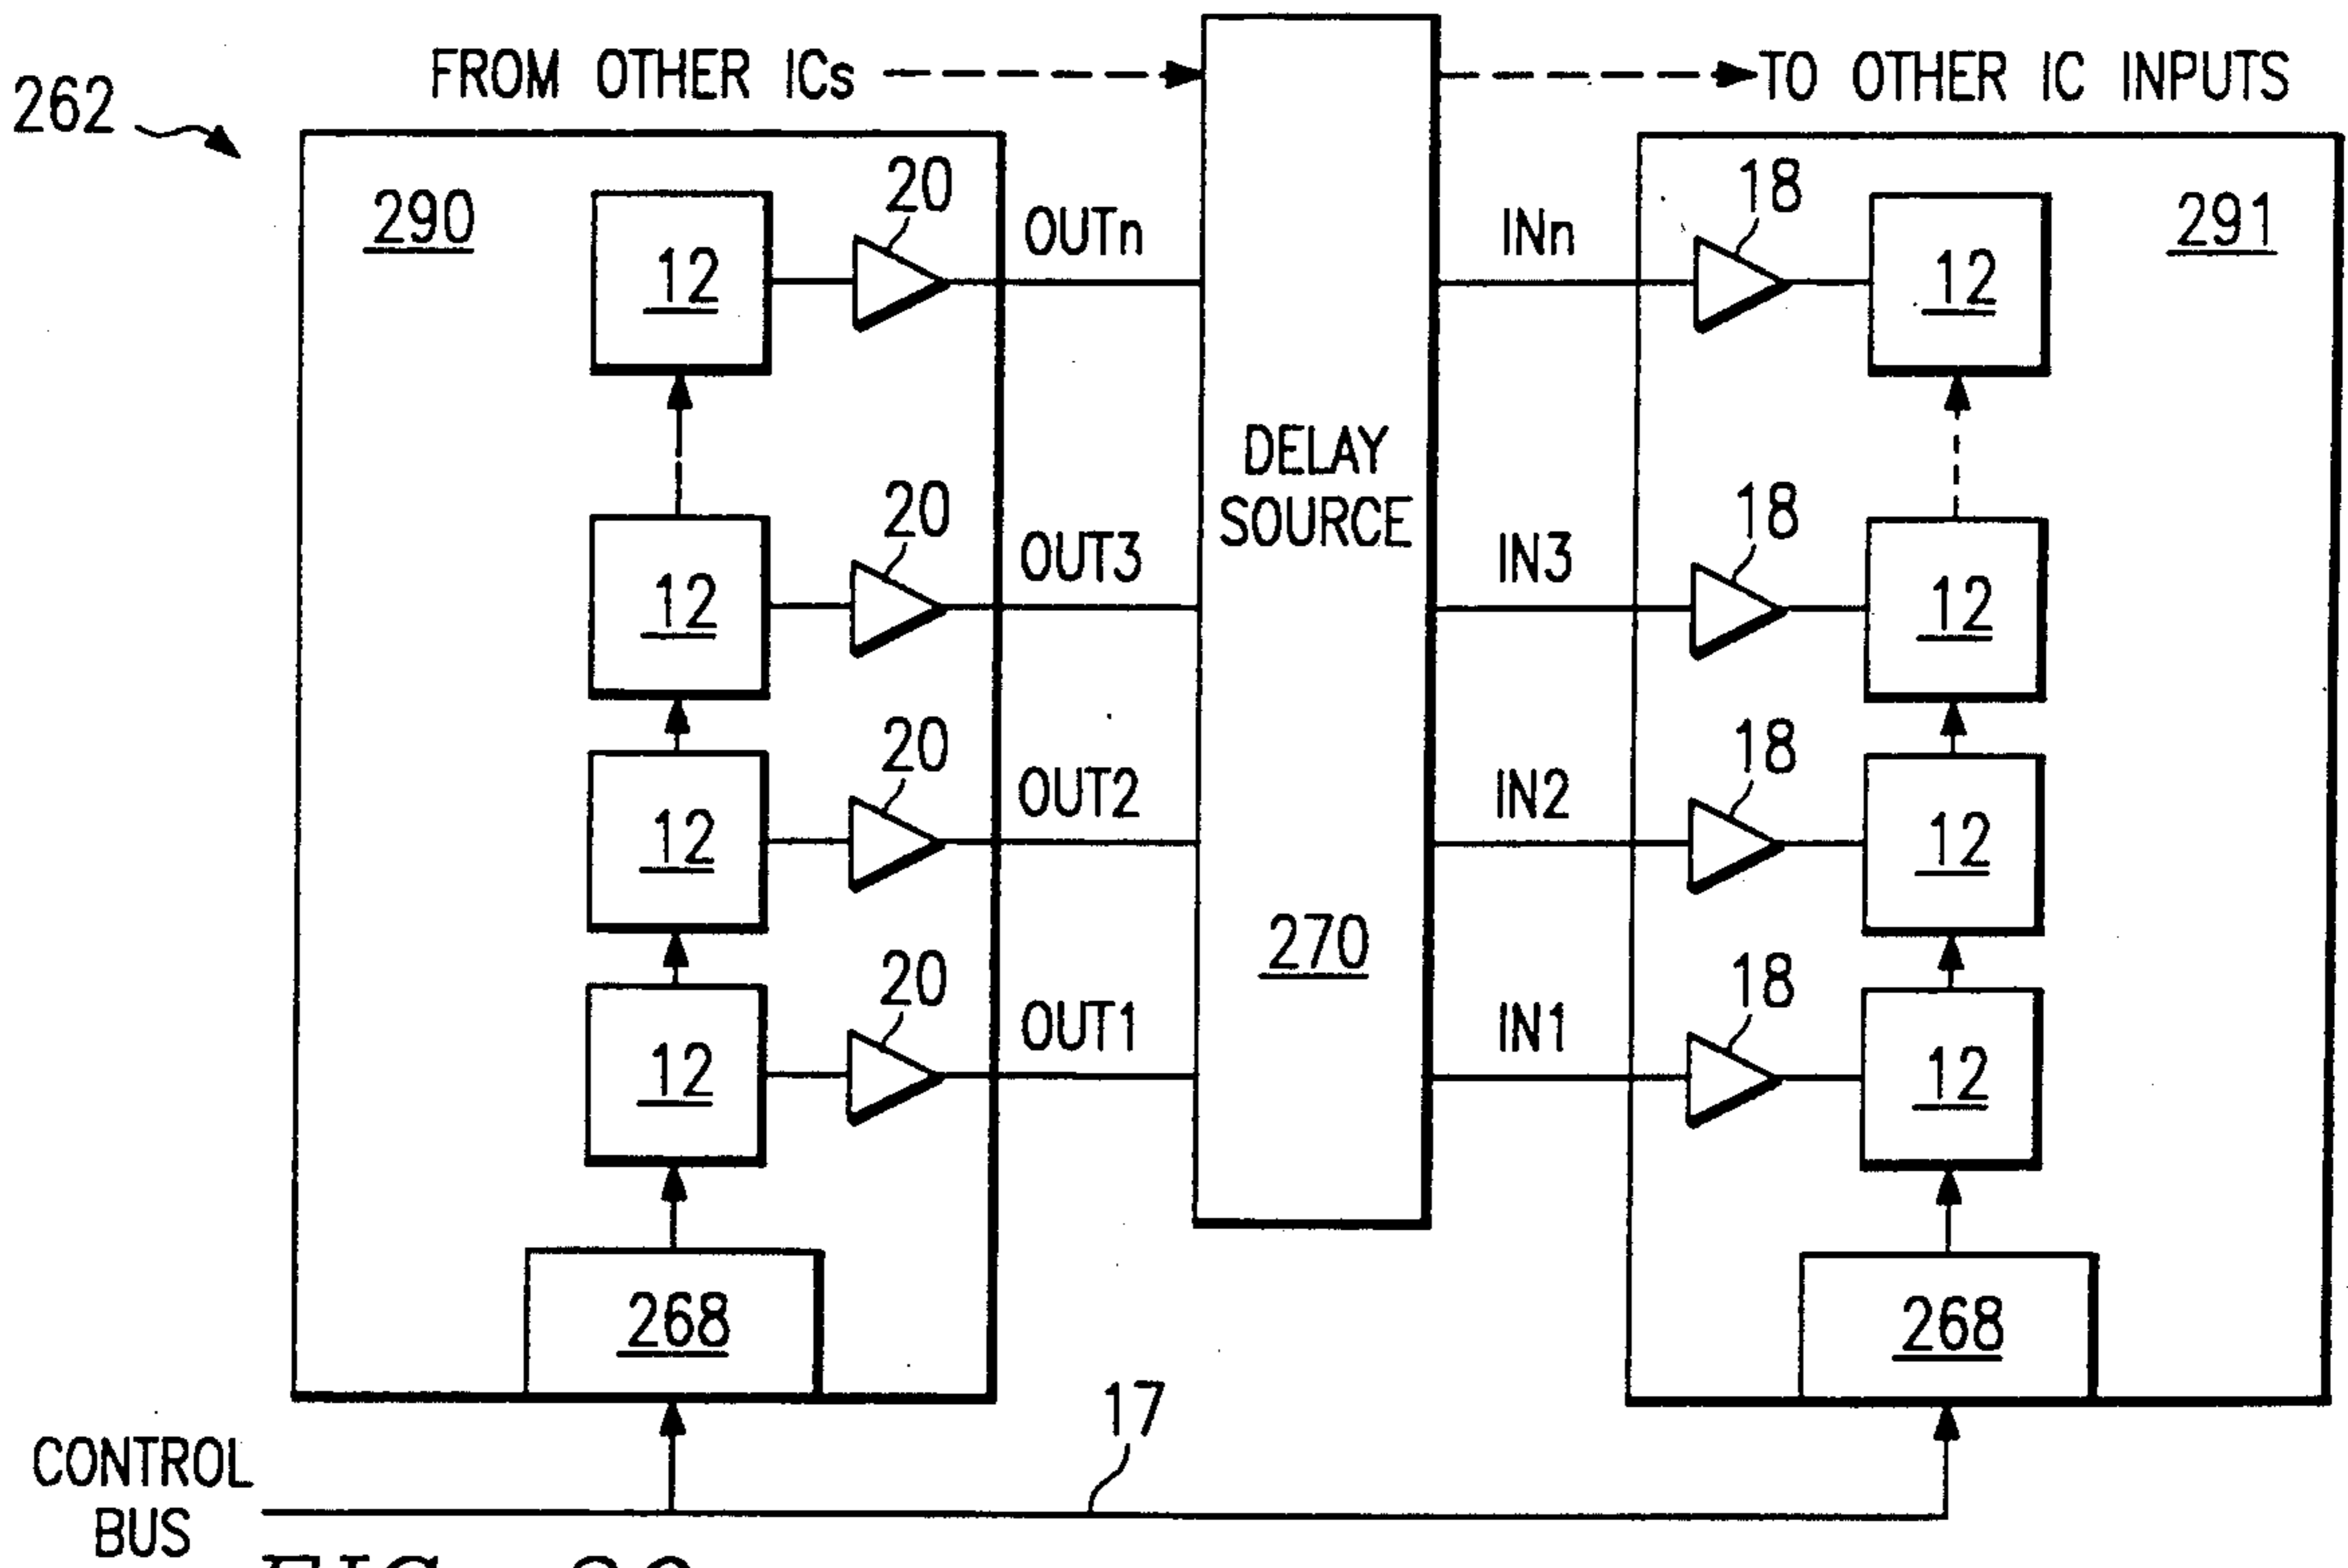 FROM OTHER ICs
TO OTHER IC INPUTS
262
290
20
OUTn
INn
18
291
12
12
DELAY
SOURCE
20
OUT3
IN3
18
12
12
20
OUT2
IN2
18
12
12
270
20
OUT1
IN1
18
12
12
268
268
17
CONTROL
BUS